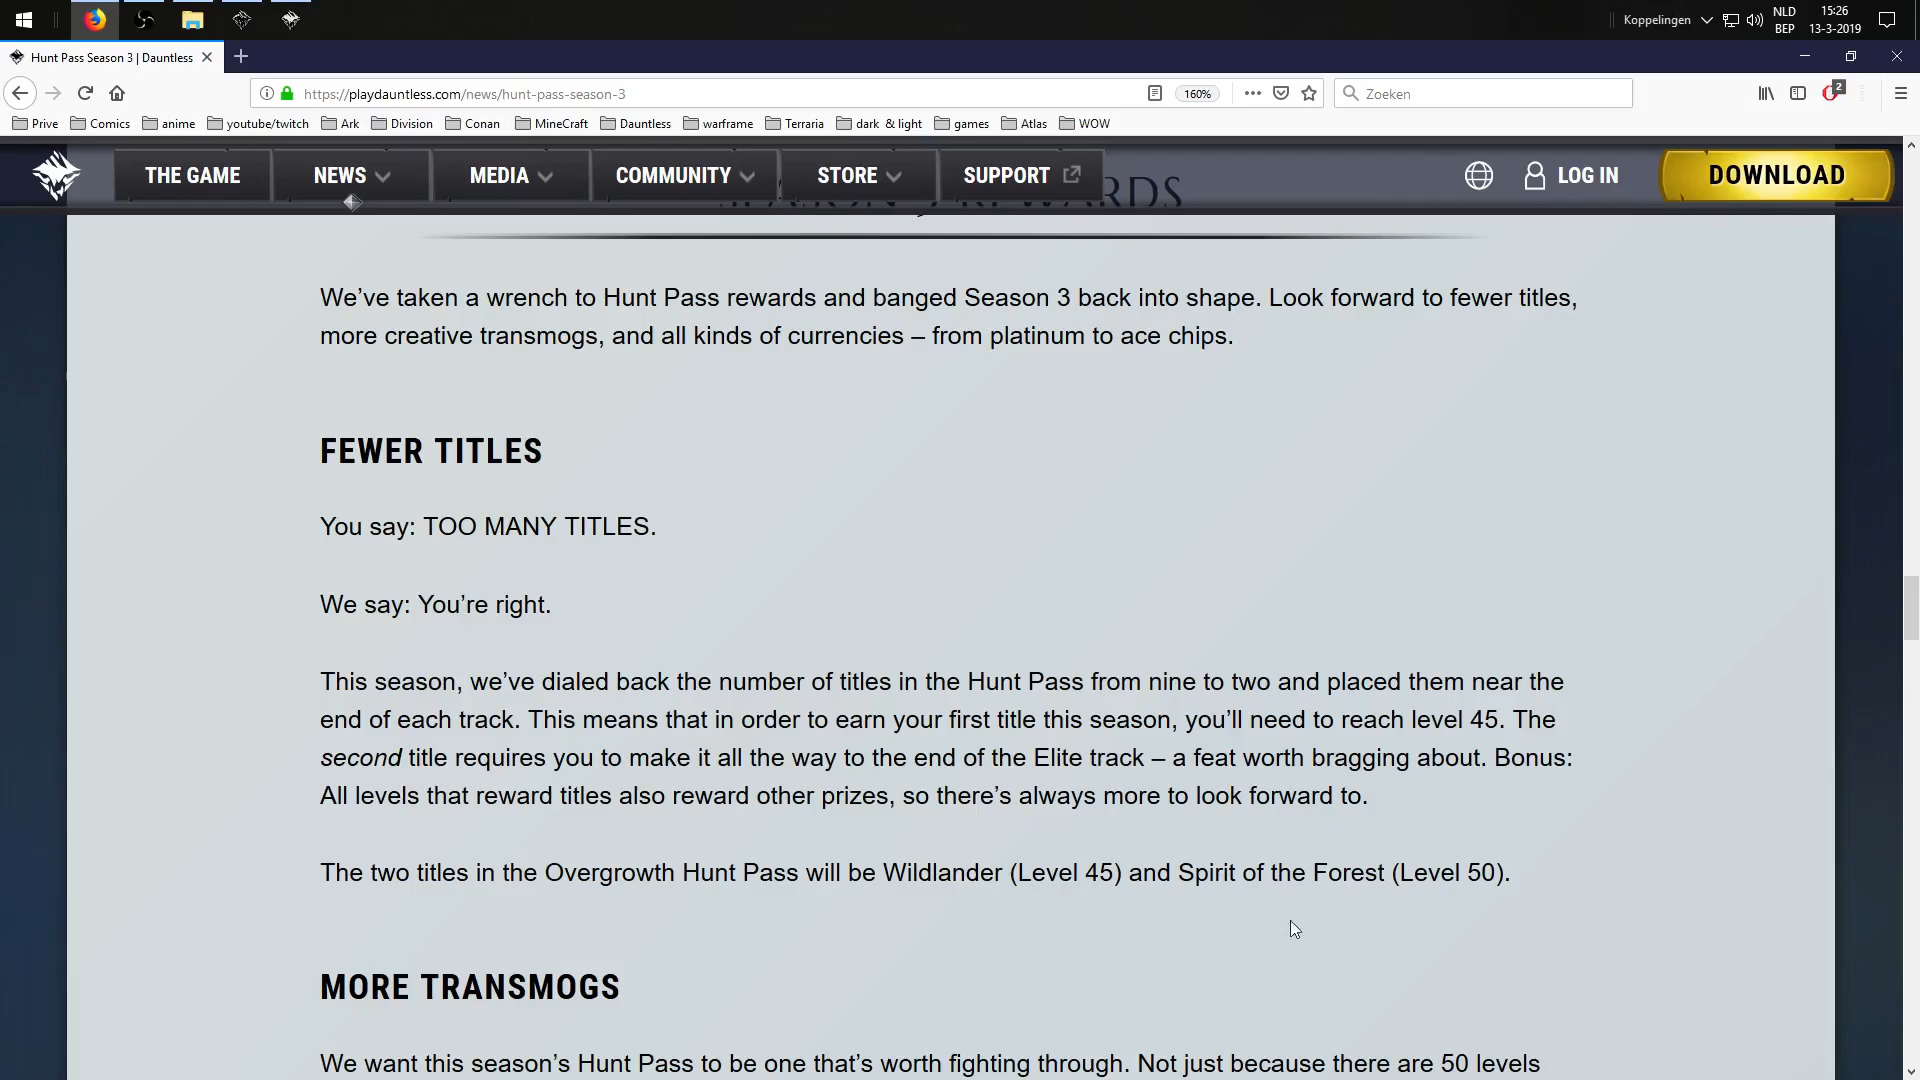 Koppelingen
NLD
BEP
15:26
13-3-2019
Hunt Pass Season 3 | Dauntless
https://playdauntless.com/news/hunt-pass-season-3
160%
Zoeken
2
Prive
Comics
anime
youtube/twitch
Ark
Division
Conan
MineCraft
Dauntless
warframe
Terraria
dark & light
games
Atlas
WOW
THE GAME
NEWS
MEDIA
COMMUNITY
STORE
SUPPORT
LOG IN
DOWNLOAD
SEASON 3 REWARDS
We’ve taken a wrench to Hunt Pass rewards and banged Season 3 back into shape. Look forward to fewer titles,
more creative transmogs, and all kinds of currencies – from platinum to ace chips.
FEWER TITLES
You say: TOO MANY TITLES.
We say: You’re right.
This season, we’ve dialed back the number of titles in the Hunt Pass from nine to two and placed them near the
end of each track. This means that in order to earn your first title this season, you’ll need to reach level 45. The
second title requires you to make it all the way to the end of the Elite track – a feat worth bragging about. Bonus:
All levels that reward titles also reward other prizes, so there’s always more to look forward to.
The two titles in the Overgrowth Hunt Pass will be Wildlander (Level 45) and Spirit of the Forest (Level 50).
MORE TRANSMOGS
We want this season’s Hunt Pass to be one that’s worth fighting through. Not just because there are 50 levels